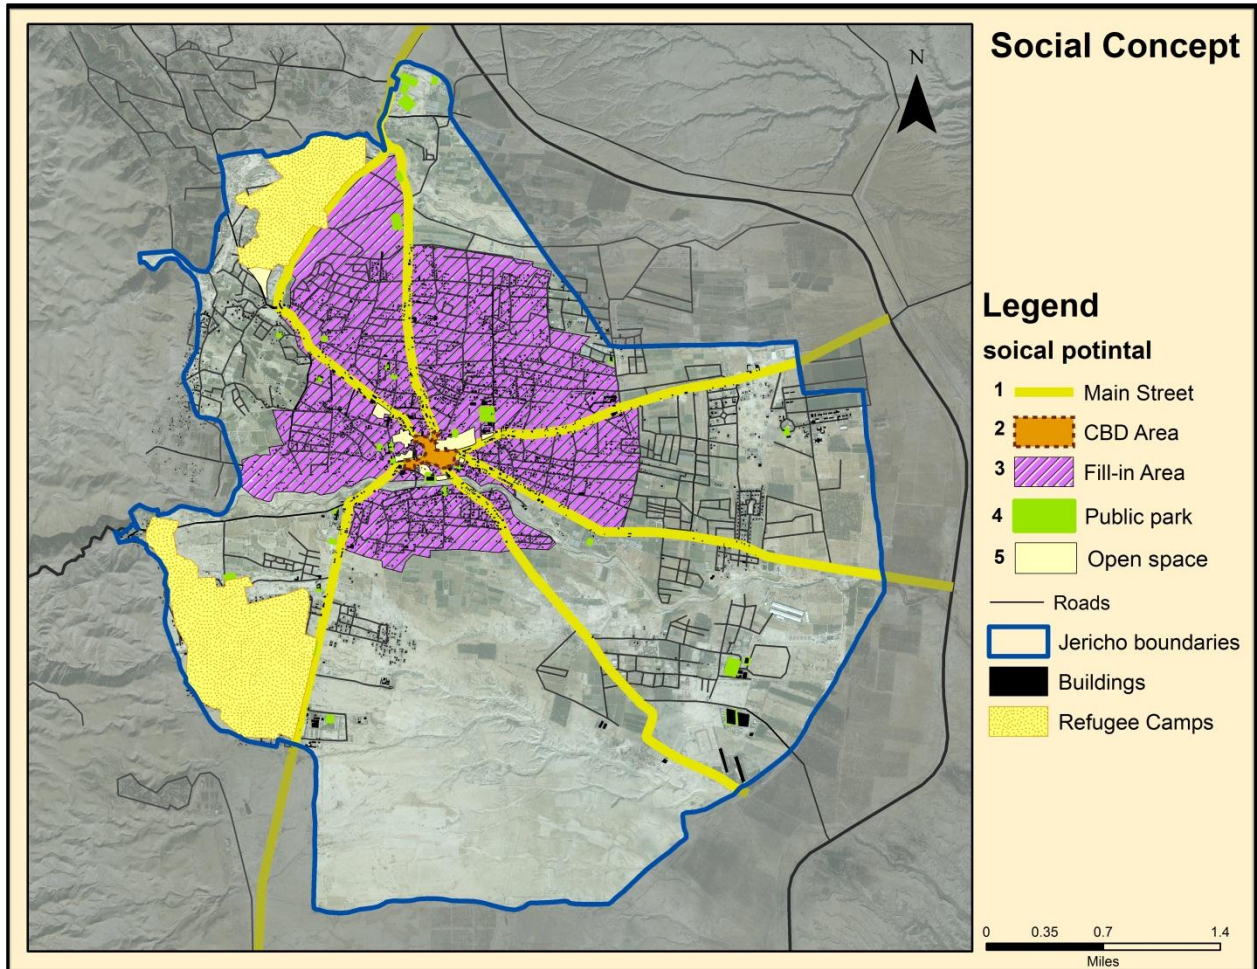 Social Concept
N
Legend
soical potintal
1 Main Street
2 CBD Area
3 Fill-in Area
4 Public park
5 Open space
Roads
Jericho boundaries
Buildings
Refugee Camps
0 0.35 0.7 1.4
Miles